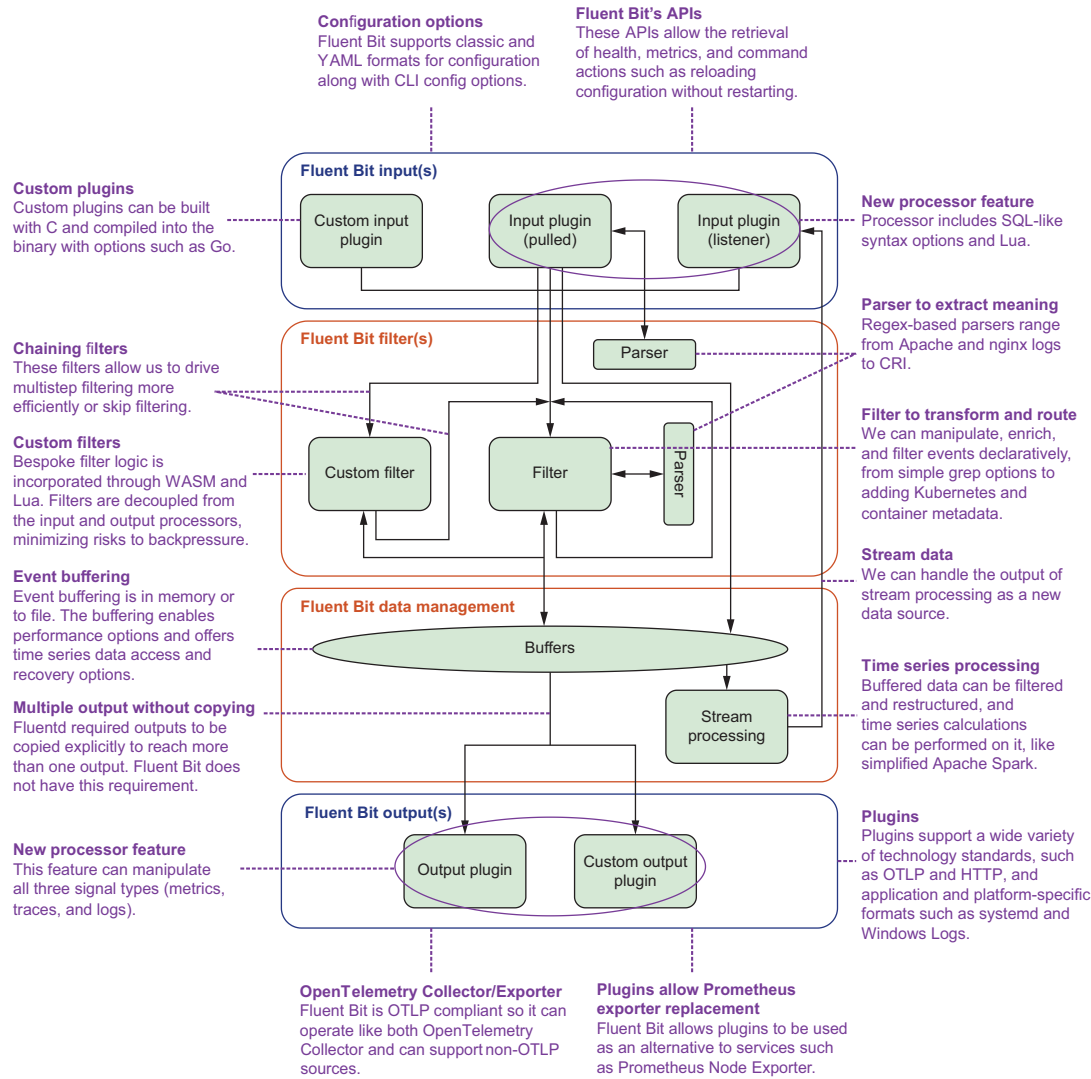 Configuration options
Fluent Bit supports classic and
YAML formats for configuration
along with CLI config options.
Fluent Bit's APIs
These APIs allow the retrieval
of health, metrics, and command
actions such as reloading
configuration without restarting.
Fluent Bit input(s)
Custom input
plugin
Input plugin
(pulled)
Input plugin
(listener)
Custom plugins
Custom plugins can be built
with C and compiled into the
binary with options such as Go.
New processor feature
Processor includes SQL-like
syntax options and Lua.
Parser to extract meaning
Regex-based parsers range
from Apache and nginx logs
to CRI.
Fluent Bit filter(s)
Parser
Chaining filters
These filters allow us to drive
multistep filtering more
efficiently or skip filtering.
Custom filters
Bespoke filter logic is
incorporated through WASM and
Lua. Filters are decoupled from
the input and output processors,
minimizing risks to backpressure.
Custom filter
Filter
Parser
Filter to transform and route
We can manipulate, enrich,
and filter events declaratively,
from simple grep options to
adding Kubernetes and
container metadata.
Stream data
We can handle the output of
stream processing as a new
data source.
Event buffering
Event buffering is in memory or
to file. The buffering enables
performance options and offers
time series data access and
recovery options.
Fluent Bit data management
Buffers
Stream
processing
Time series processing
Buffered data can be filtered
and restructured, and
time series calculations
can be performed on it, like
simplified Apache Spark.
Multiple output without copying
Fluentd required outputs to be
copied explicitly to reach more
than one output. Fluent Bit does
not have this requirement.
Fluent Bit output(s)
Output plugin
Custom output
plugin
New processor feature
This feature can manipulate
all three signal types (metrics,
traces, and logs).
Plugins
Plugins support a wide variety
of technology standards, such
as OTLP and HTTP, and
application and platform-specific
formats such as systemd and
Windows Logs.
OpenTelemetry Collector/Exporter
Fluent Bit is OTLP compliant so it can
operate like both OpenTelemetry
Collector and can support non-OTLP
sources.
Plugins allow Prometheus
exporter replacement
Fluent Bit allows plugins to be used
as an alternative to services such
as Prometheus Node Exporter.